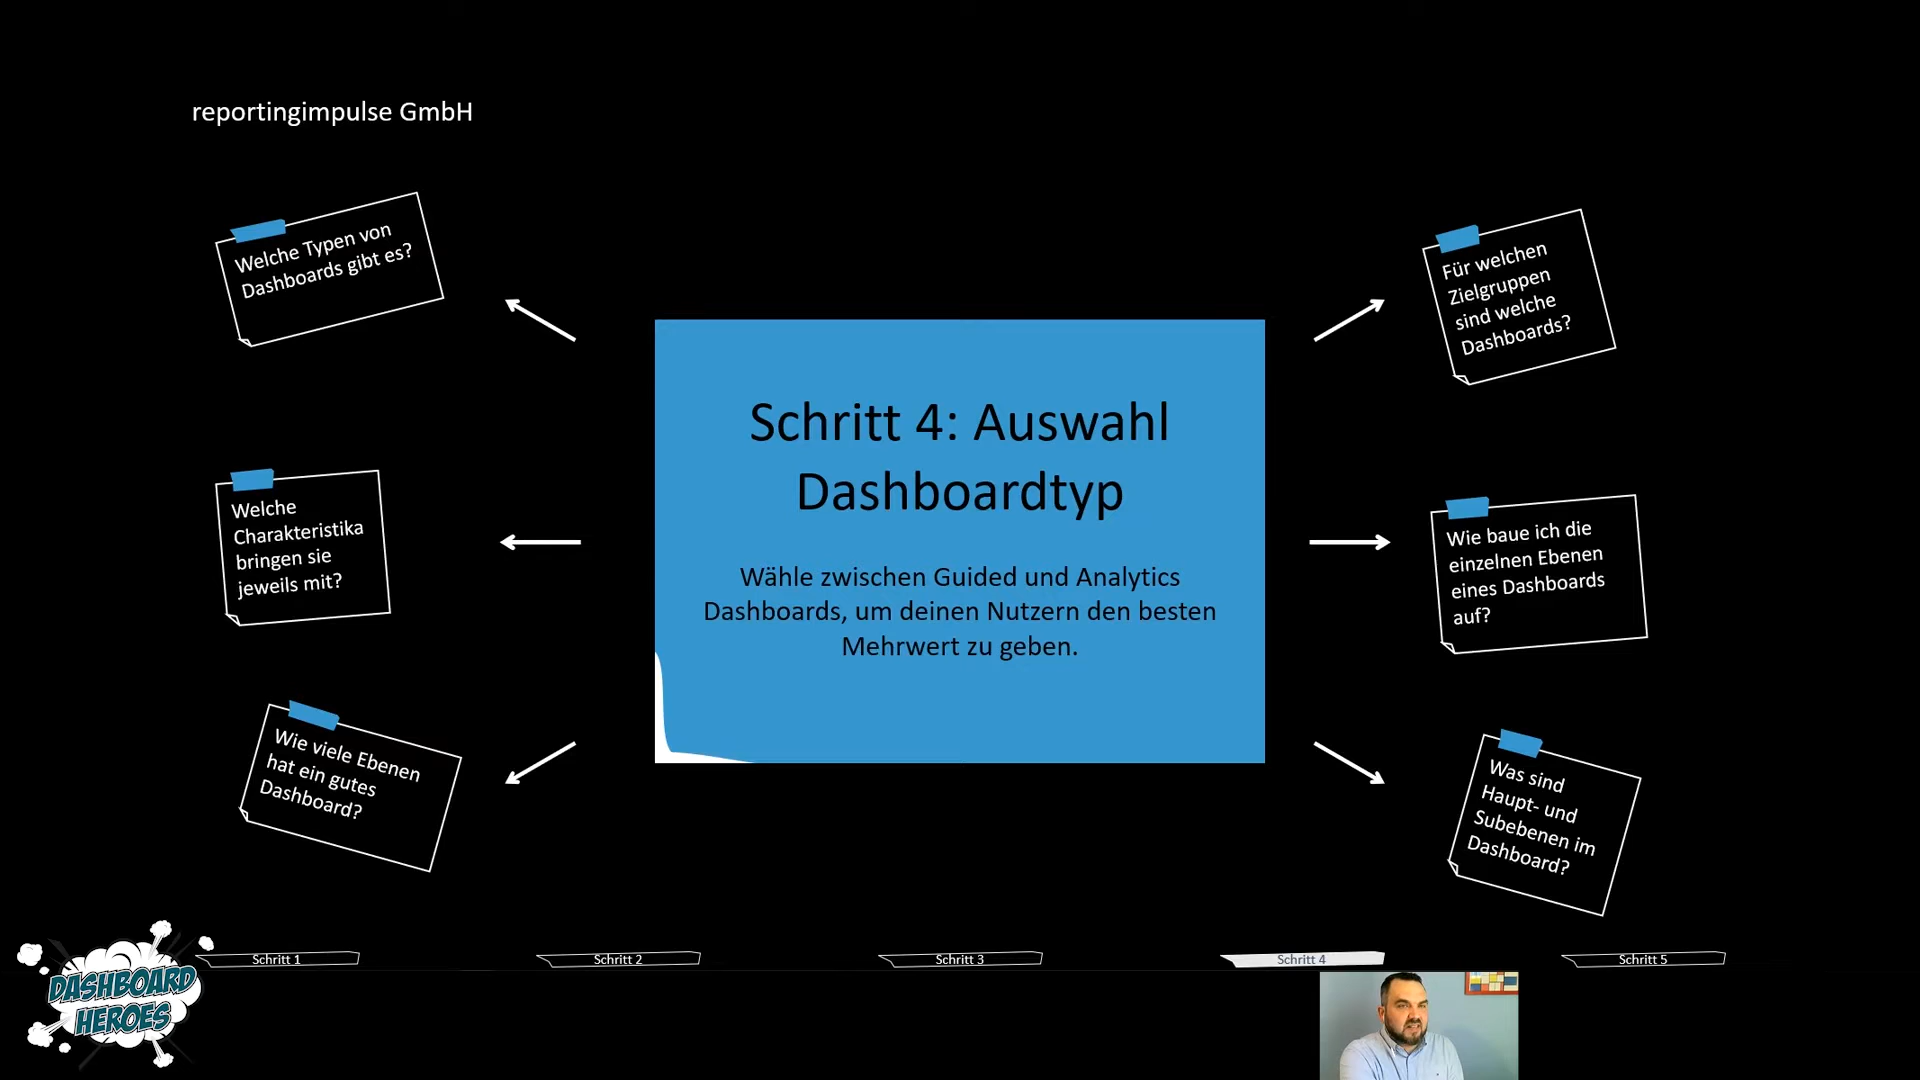 reportingimpulse GmbH
Welche Typen von
Dashboards gibt es?
Für welchen
Zielgruppen
sind welche
Dashboards?
Schritt 4: Auswahl
Dashboardtyp
Wähle zwischen Guided und Analytics
Dashboards, um deinen Nutzern den besten
Mehrwert zu geben.
Welche
Charakteristika
bringen sie
jeweils mit?
Wie baue ich die
einzelnen Ebenen
eines Dashboards
auf?
Wie viele Ebenen
hat ein gutes
Dashboard?
Was sind
Haupt- und
Subebenen im
Dashboard?
Schritt 1
Schritt 2
Schritt 3
Schritt 4
Schritt 5
DASHBOARD
HEROES